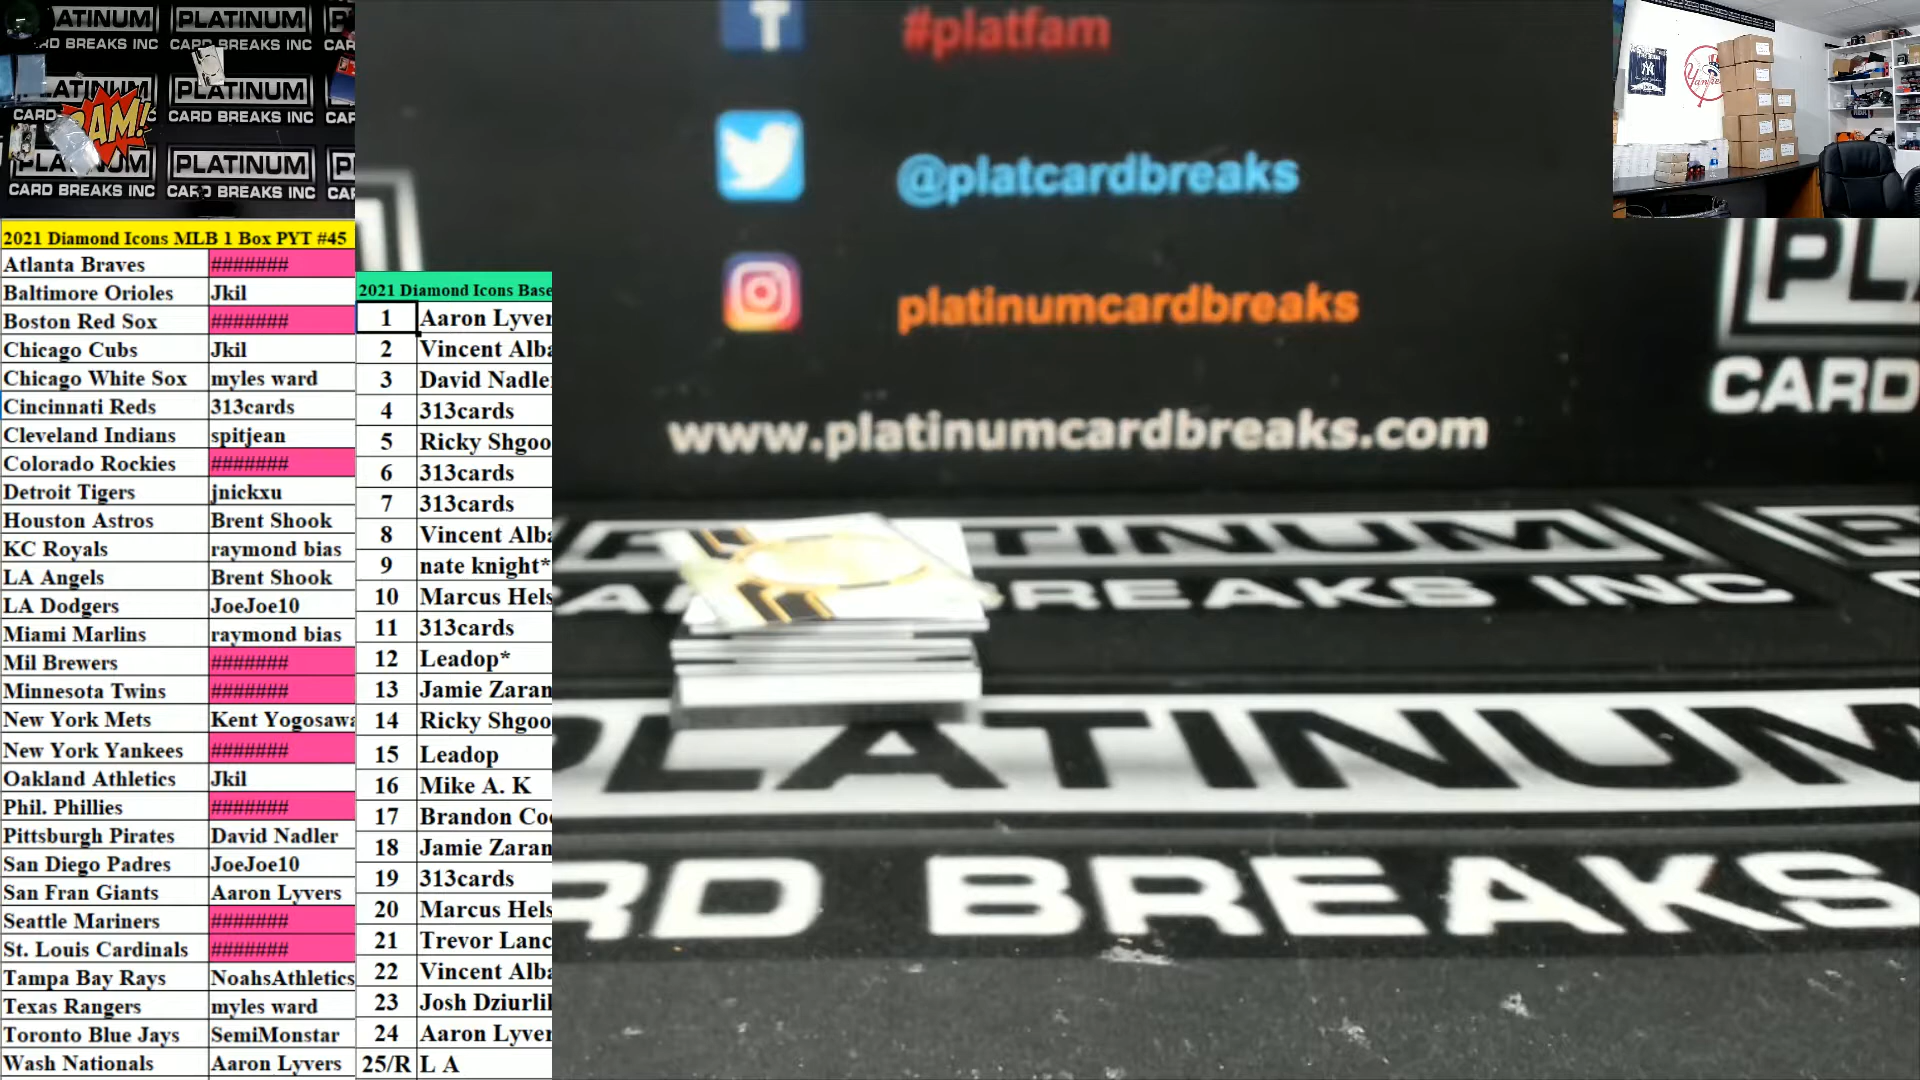 PLATINUM
CARD BREAKS INC
BAM!
2021 Diamond Icons MLB 1 Box PYT #45
Atlanta Braves #######
Baltimore Orioles Jkil
Boston Red Sox #######
Chicago Cubs Jkil
Chicago White Sox myles ward
Cincinnati Reds 313cards
Cleveland Indians spitjean
Colorado Rockies #######
Detroit Tigers jnickxu
Houston Astros Brent Shook
KC Royals raymond bias
LA Angels Brent Shook
LA Dodgers JoeJoe10
Miami Marlins raymond bias
Mil Brewers #######
Minnesota Twins #######
New York Mets Kent Yogosawa
New York Yankees #######
Oakland Athletics Jkil
Phil. Phillies #######
Pittsburgh Pirates David Nadler
San Diego Padres JoeJoe10
San Fran Giants Aaron Lyvers
Seattle Mariners #######
St. Louis Cardinals #######
Tampa Bay Rays NoahsAthletics
Texas Rangers myles ward
Toronto Blue Jays SemiMonstar
Wash Nationals Aaron Lyvers
2021 Diamond Icons Base
1 Aaron Lyver
2 Vincent Alba
3 David Nadle
4 313cards
5 Ricky Shgoo
6 313cards
7 313cards
8 Vincent Alba
9 nate knight*
10 Marcus Hels
11 313cards
12 Leadop*
13 Jamie Zaran
14 Ricky Shgoo
15 Leadop
16 Mike A. K
17 Brandon Coo
18 Jamie Zaran
19 313cards
20 Marcus Hels
21 Trevor Lanc
22 Vincent Alba
23 Josh Dziurlil
24 Aaron Lyver
25/R L A
#platfam
@platcardbreaks
platinumcardbreaks
www.platinumcardbreaks.com
PL
CARD
PLATINUM
CARD BREAKS INC
PLATINUM
RD BREAKS
Yankees